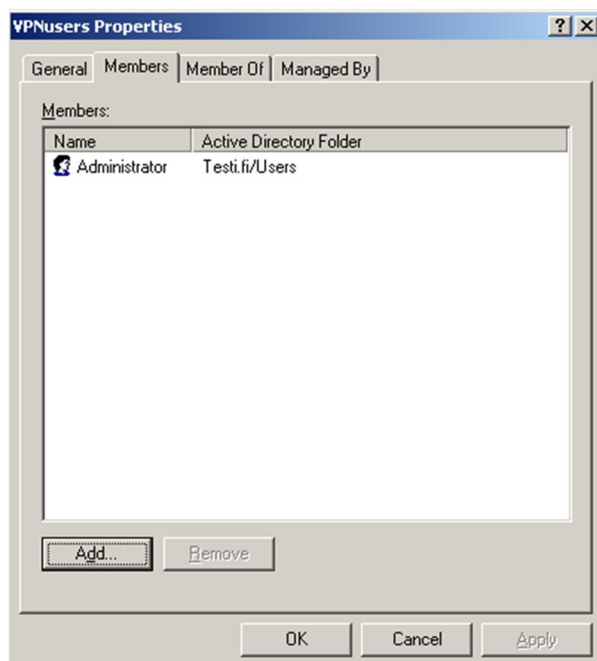 VPNusers Properties
General Members Member Of Managed By
Members:
Name Active Directory Folder
Administrator Testi.fi/Users
Add... Remove
OK Cancel Apply